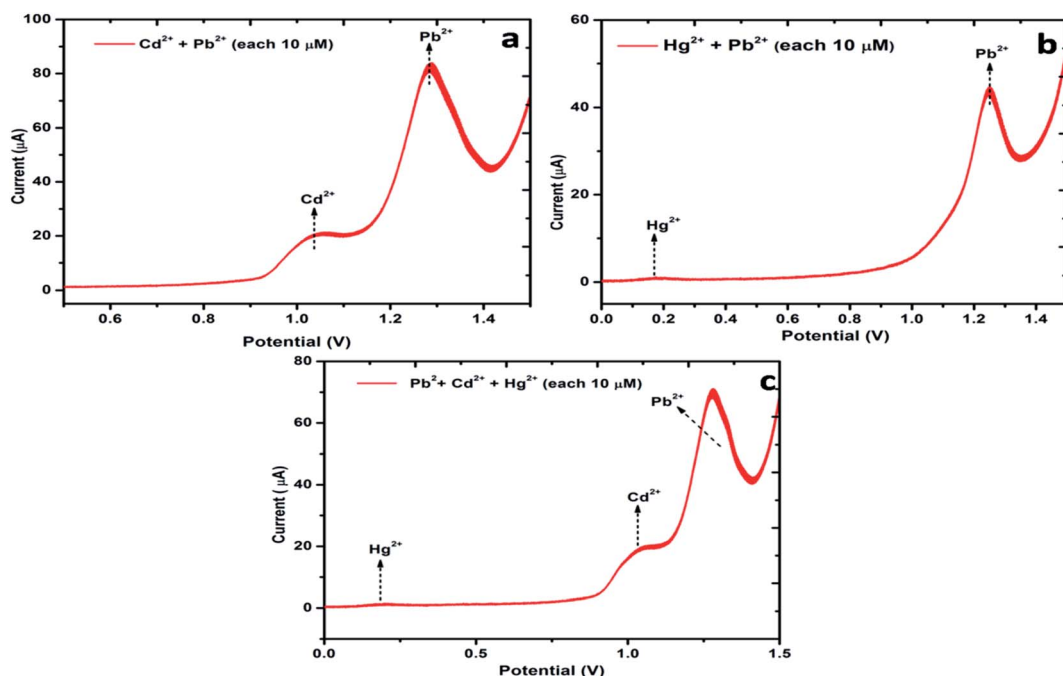 a
Cd²⁺ + Pb²⁺ (each 10 μM)
Pb²⁺
Cd²⁺
100
80
60
40
20
0
Current (μA)
0.6
0.8
1.0
1.2
1.4
Potential (V)
b
Hg²⁺ + Pb²⁺ (each 10 μM)
Pb²⁺
Hg²⁺
60
40
20
0
Current (μA)
0.0
0.2
0.4
0.6
0.8
1.0
1.2
1.4
Potential (V)
c
Pb²+ Cd²⁺ + Hg²⁺ (each 10 μM)
Pb²⁺
Cd²⁺
Hg²⁺
80
60
40
20
0
Current ( μA)
0.0
0.5
1.0
1.5
Potential (V)